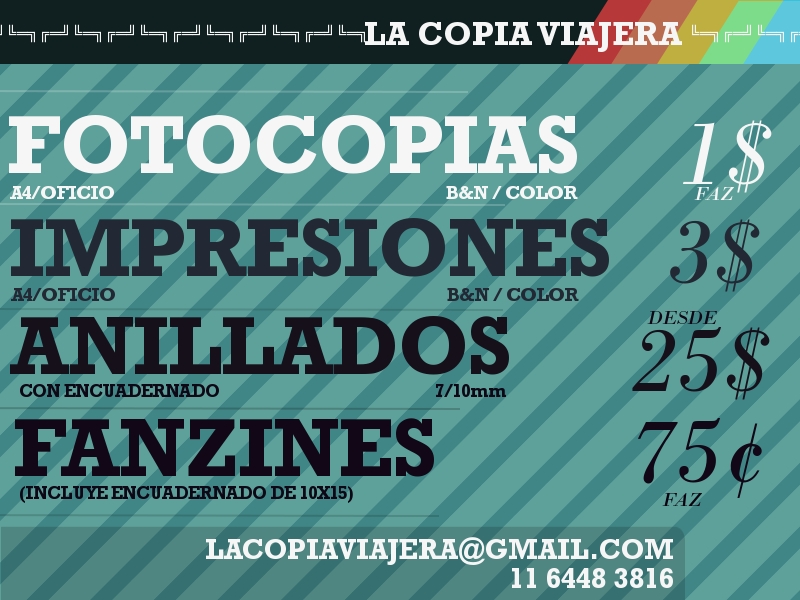 LA COPIA VIAJERA
FOTOCOPIAS 1$
A4/OFICIO B&N / COLOR FAZ
IMPRESIONES 3$
A4/OFICIO B&N / COLOR
DESDE
ANILLADOS 25$
CON ENCUADERNADO 7/10mm
FANZINES 75¢
(INCLUYE ENCUADERNADO DE 10X15) FAZ
LACOPIAVIAJERA@GMAIL.COM
11 6448 3816